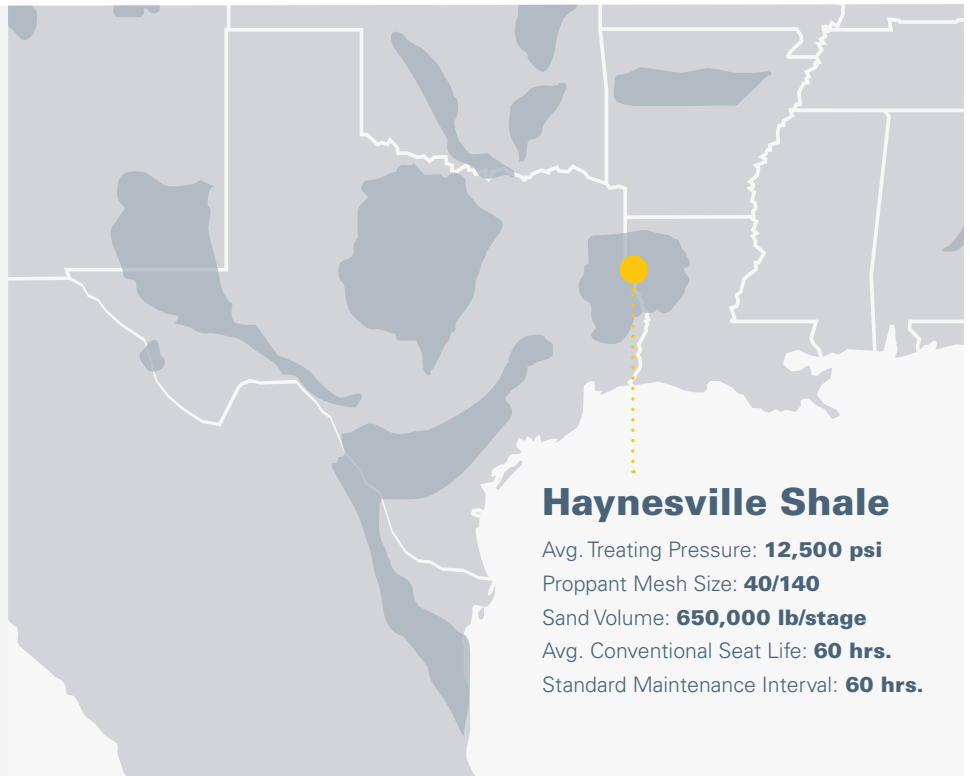 Haynesville Shale
Avg. Treating Pressure: 12,500 psi
Proppant Mesh Size: 40/140
Sand Volume: 650,000 lb/stage
Avg. Conventional Seat Life: 60 hrs.
Standard Maintenance Interval: 60 hrs.